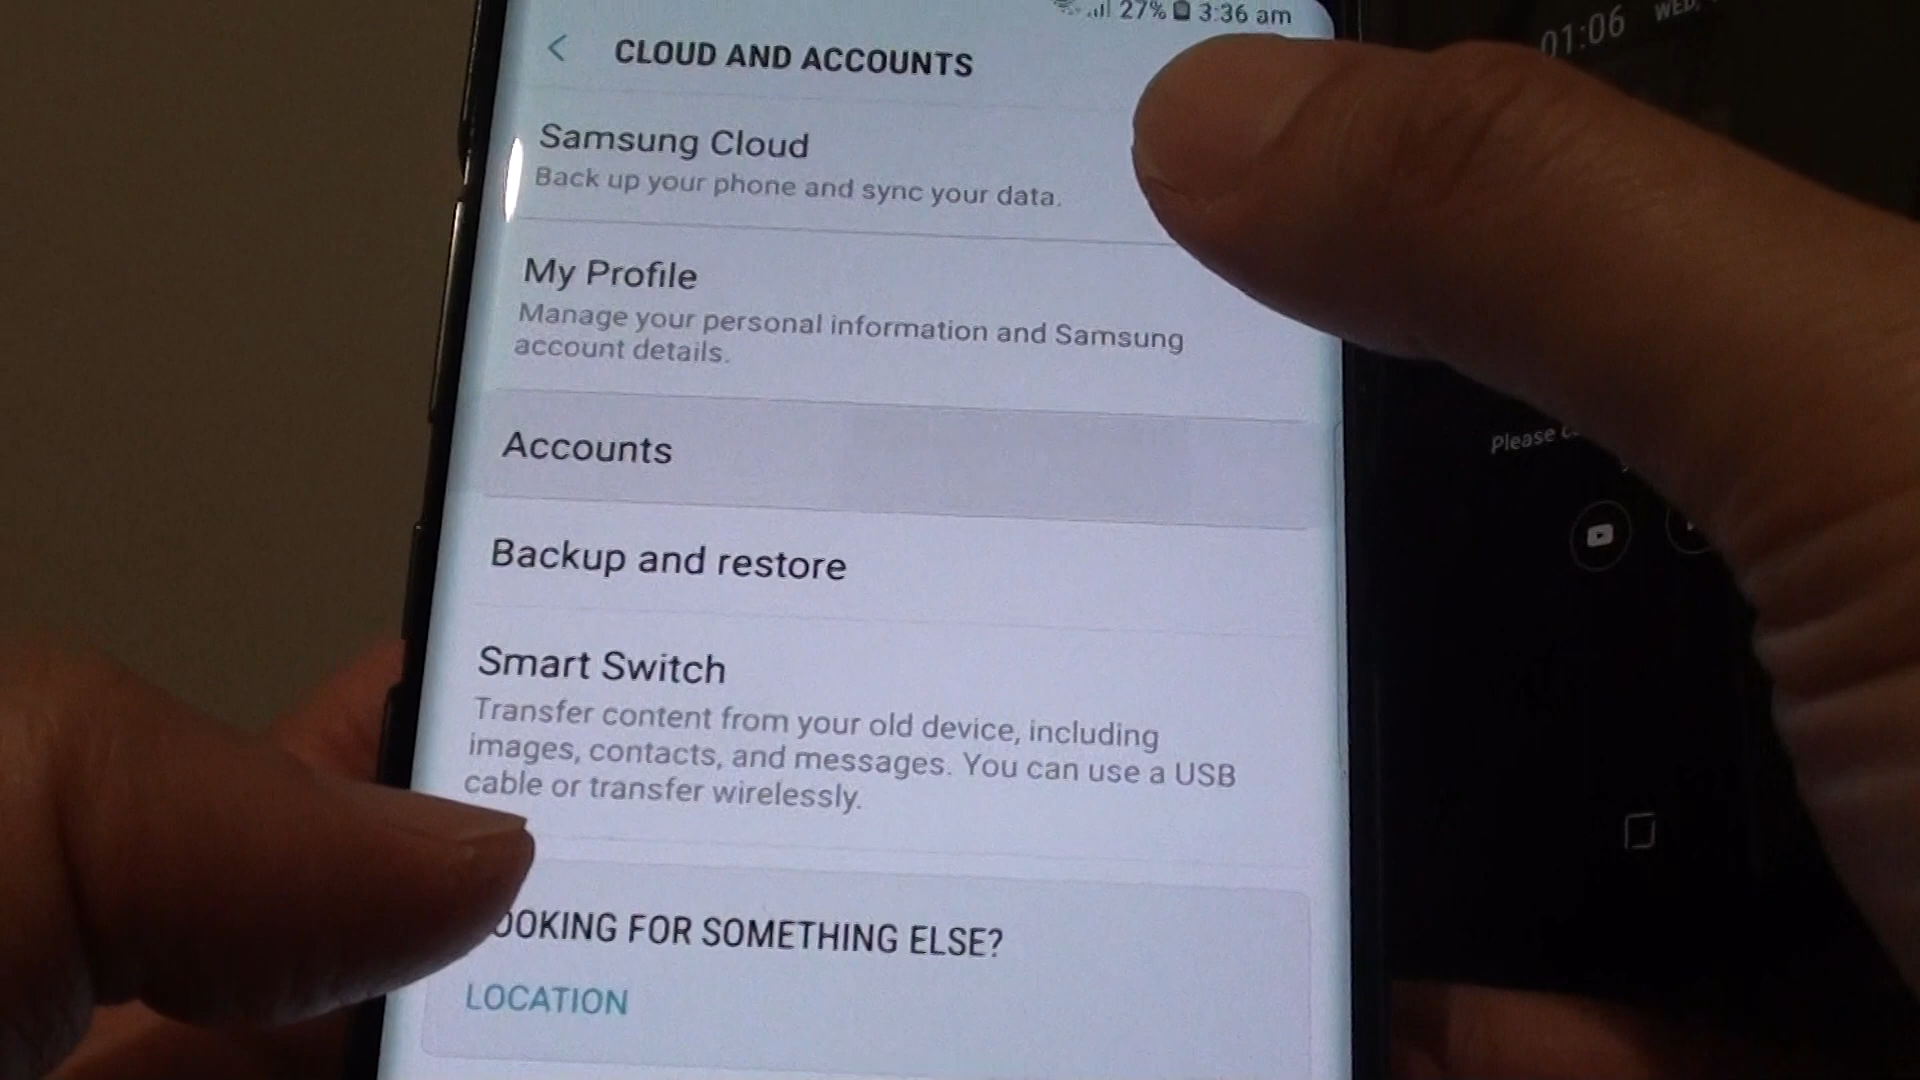 27% 3:36 am
CLOUD AND ACCOUNTS
Samsung Cloud
Back up your phone and sync your data.
My Profile
Manage your personal information and Samsung
account details.
Accounts
Backup and restore
Smart Switch
Transfer content from your old device, including
images, contacts, and messages. You can use a USB
cable or transfer wirelessly.
OOKING FOR SOMETHING ELSE?
LOCATION
01:06 WED,
Please